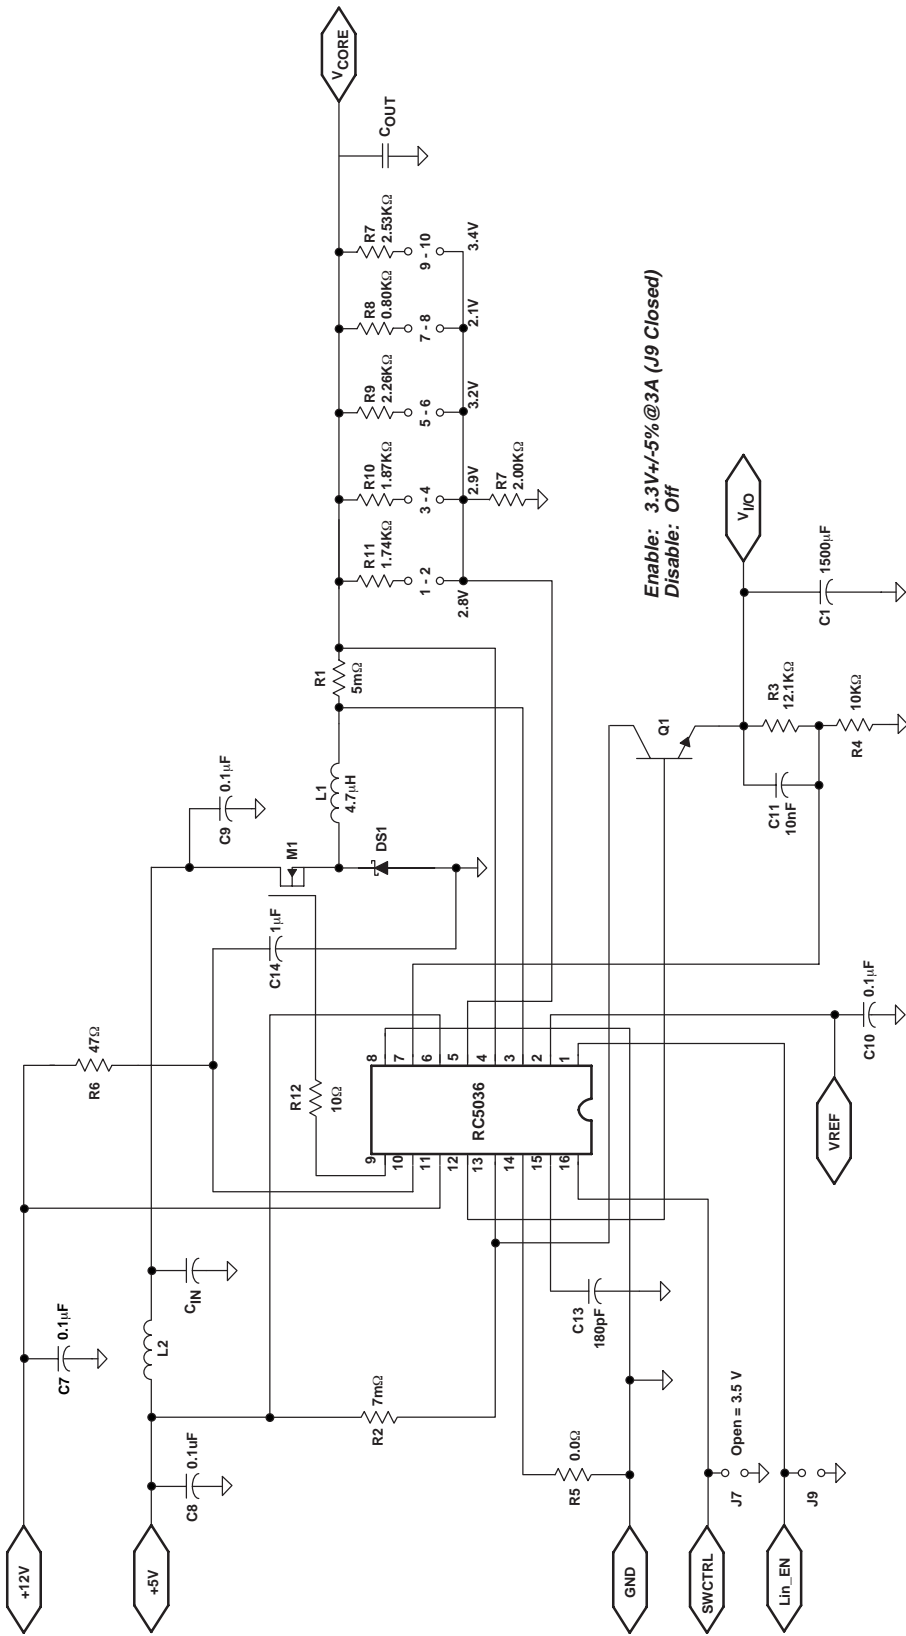 +12V
+5V
GND
SWCTRL
Lin_EN
C7
0.1µF
C8
0.1uF
L2
CIN
R6
47Ω
R2
7mΩ
R5
0.0Ω
J7
Open = 3.5 V
J9
C13
180pF
R12
10Ω
RC5036
9
10
11
12
13
14
15
16
8
7
6
5
4
3
2
1
VREF
C10
0.1µF
C14
1µF
C9
0.1µF
M1
DS1
L1
4.7µH
R1
5mΩ
R11
1.74KΩ
1 - 2
2.8V
R10
1.87KΩ
3 - 4
2.9V
R9
2.26KΩ
5 - 6
3.2V
R8
0.80KΩ
7 - 8
2.1V
R7
2.53KΩ
9 - 10
3.4V
R7
2.00KΩ
COUT
VCORE
Q1
C11
10nF
R3
12.1KΩ
R4
10KΩ
C1
1500µF
VI/O
Enable: 3.3V+/-5%@3A (J9 Closed)
Disable: Off